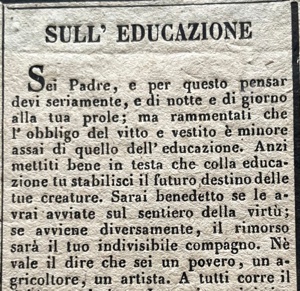 SULL' EDUCAZIONE
Sei Padre, e per questo pensar
devi seriamente, e di notte e di giorno
alla tua prole; ma rammentali che
l' obbligo del vitto e vestito è minore
assai di quello dell' educazione. Anzi
mettiti bene in testa che colla educa-
zione tu stabilisci il futuro destino delle
tue creature. Sarai benedetto se le a-
vrai avviate sul sentiero della virtù;
se avviene diversamente, il rimorso
sarà il tuo indivisibile compagno. Nè
vale il dire che sei un povero, un a-
gricoltore, un artista. A tutti corre il